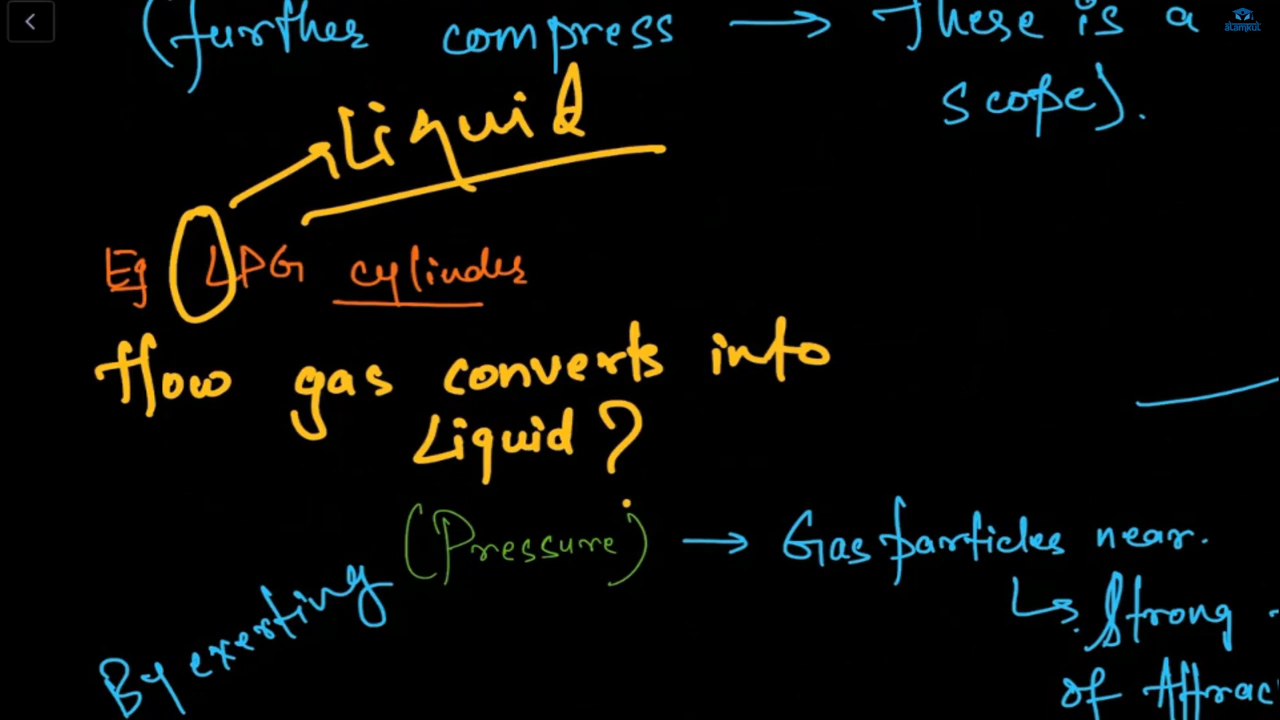 (further compress → There is a
scope).
Liquid
Eg LPG cylinder
How gas converts into
Liquid?
By exerting (Pressure) → Gas particles near.
↳ Strong
of Attrac
alamkul